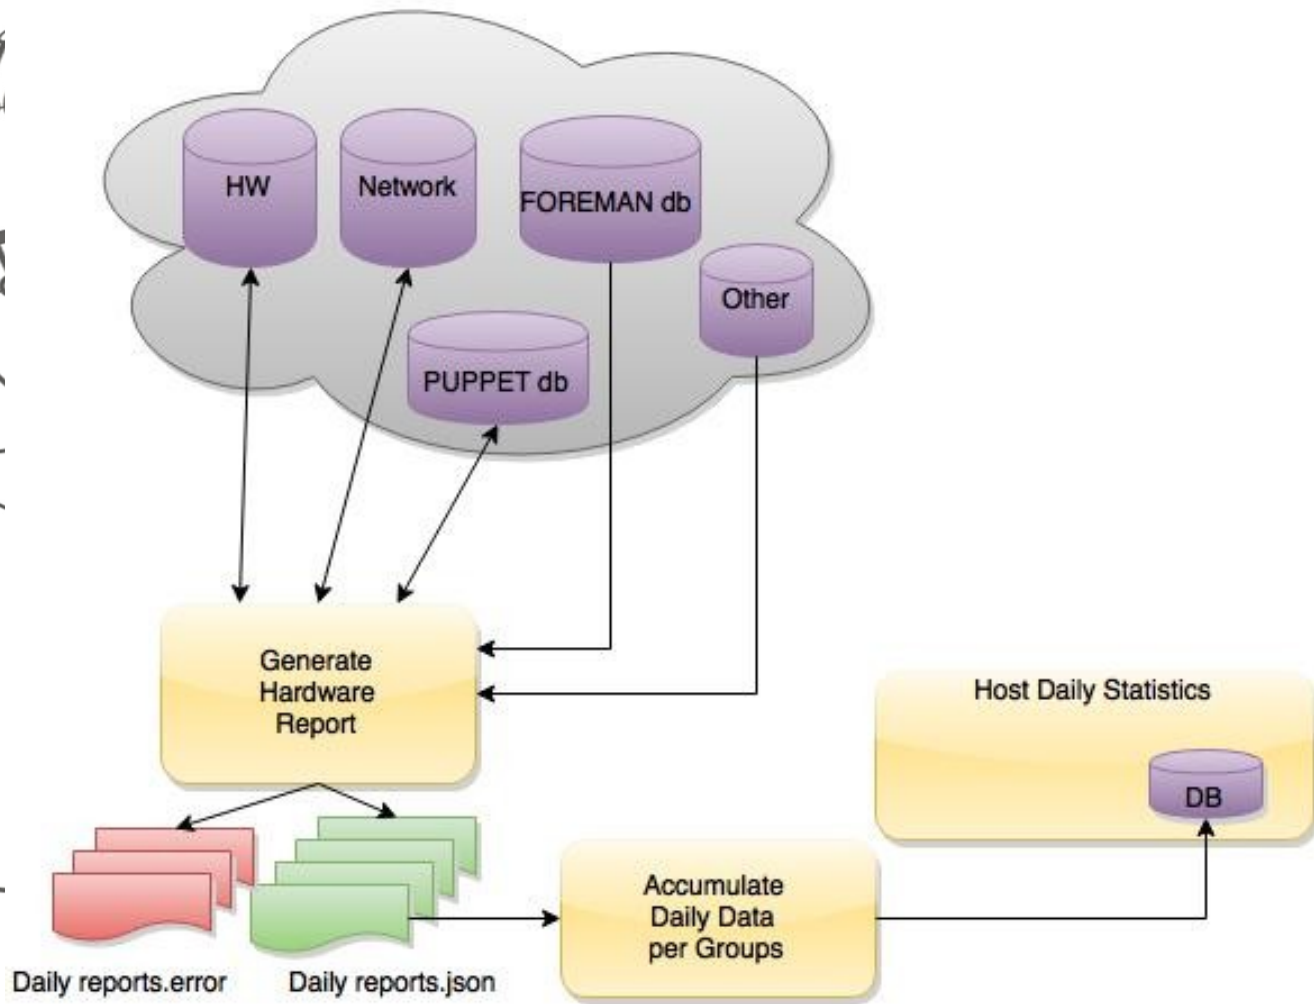 HW
Network
FOREMAN db
Other
PUPPET db
Generate
Hardware
Report
Host Daily Statistics
DB
Accumulate
Daily Data
per Groups
Daily reports.error
Daily reports.json